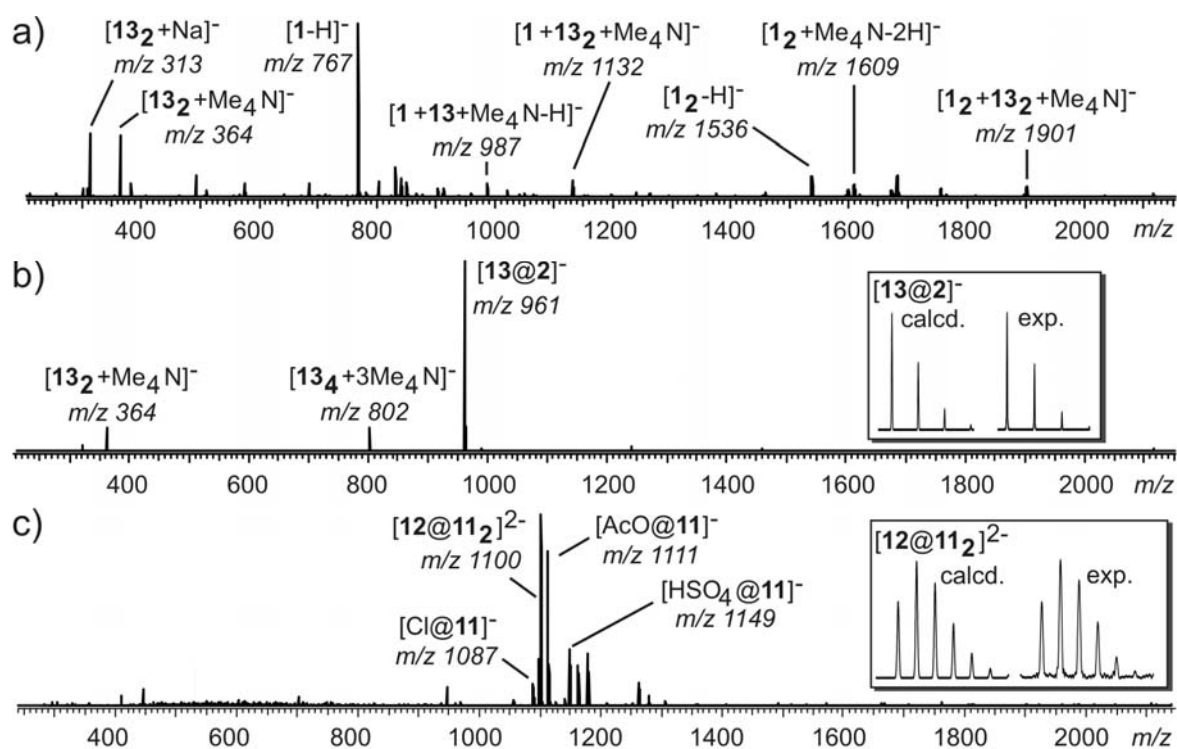 a)
[13₂+Na]⁻
m/z 313
[13₂+Me₄N]⁻
m/z 364
[1-H]⁻
m/z 767
[1+13+Me₄N-H]⁻
m/z 987
[1+13₂+Me₄N]⁻
m/z 1132
[1₂-H]⁻
m/z 1536
[1₂+Me₄N-2H]⁻
m/z 1609
[1₂+13₂+Me₄N]⁻
m/z 1901
400 600 800 1000 1200 1400 1600 1800 2000 m/z
b)
[13₂+Me₄N]⁻
m/z 364
[13₄+3Me₄N]⁻
m/z 802
[13@2]⁻
m/z 961
[13@2]⁻
calcd. exp.
400 600 800 1000 1200 1400 1600 1800 2000 m/z
c)
[12@11₂]²⁻
m/z 1100
[AcO@11]⁻
m/z 1111
[HSO₄@11]⁻
m/z 1149
[Cl@11]⁻
m/z 1087
[12@11₂]²⁻
calcd. exp.
400 600 800 1000 1200 1400 1600 1800 2000 m/z